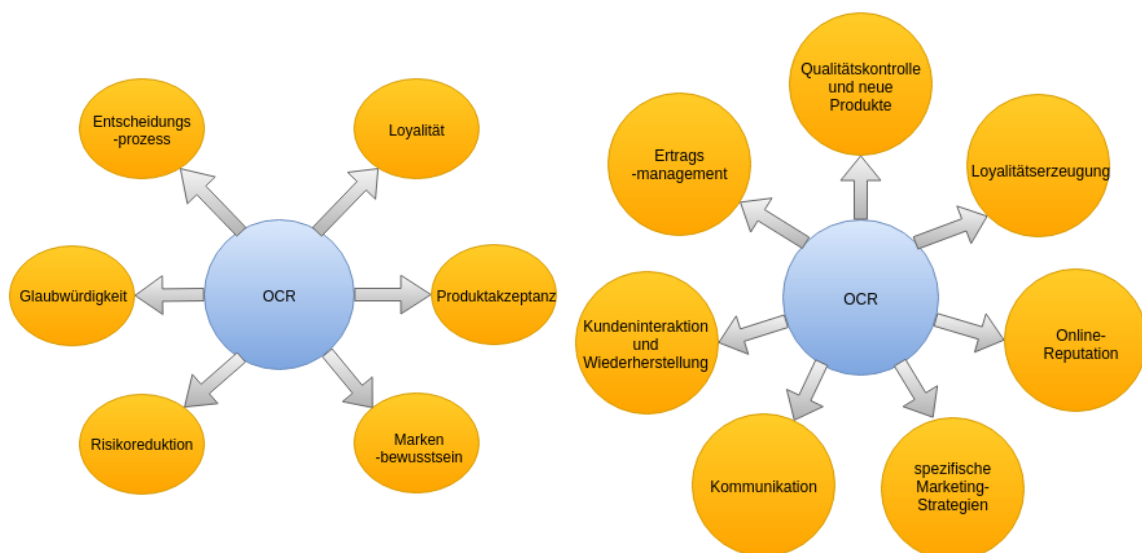 Entscheidungs
-prozess
Loyalität
Glaubwürdigkeit
OCR
Produktakzeptanz
Risikoreduktion
Marken
-bewusstsein
Qualitätskontrolle
und neue
Produkte
Ertrags
-management
Loyalitätserzeugung
OCR
Kundeninteraktion
und
Wiederherstellung
Online-
Reputation
Kommunikation
spezifische
Marketing-
Strategien